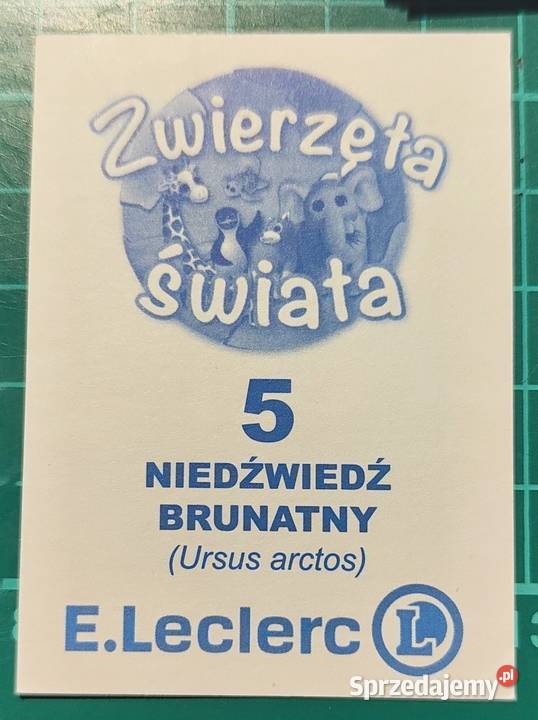 Zwierzęta
świata
5
NIEDŹWIEDŹ
BRUNATNY
(Ursus arctos)
E.Leclerc L
Sprzedajemy.pl